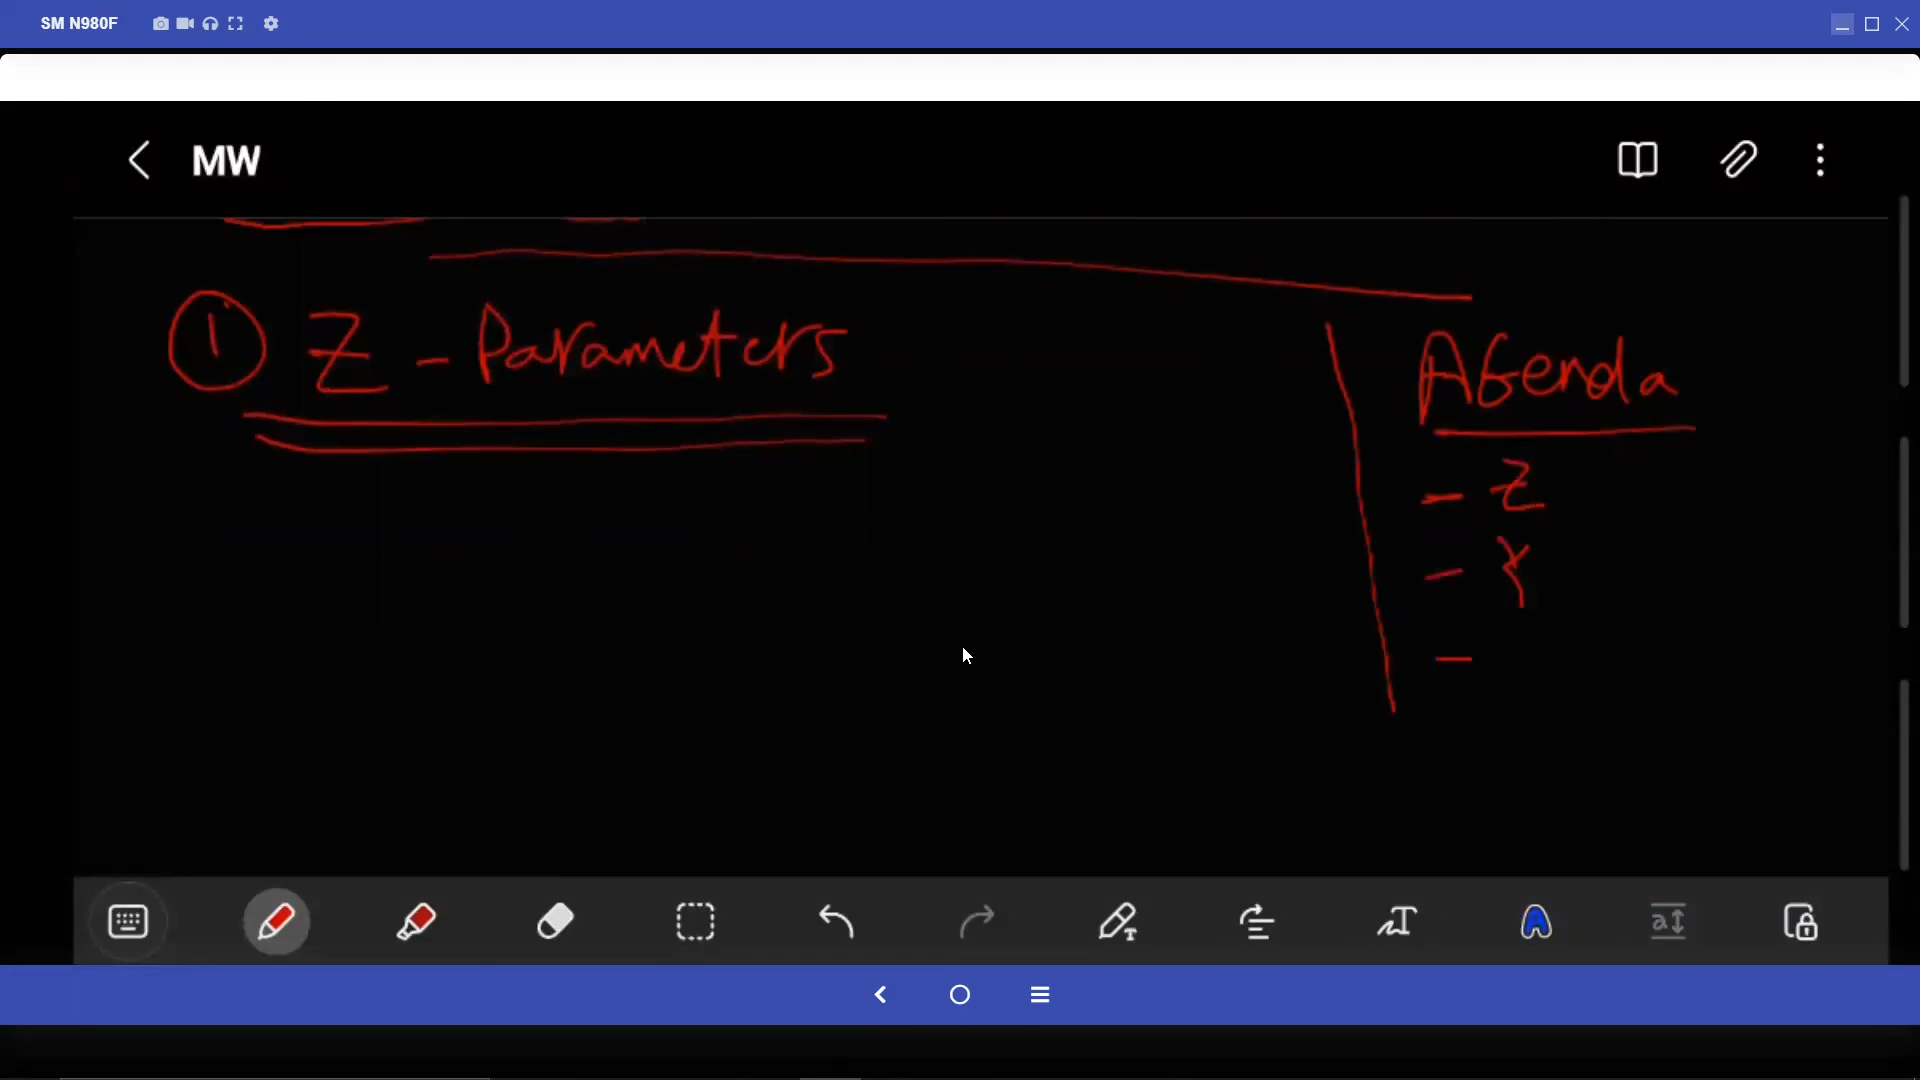 SM N980F
MW
① Z - Parameters
AGenda
- Z
- Y
-